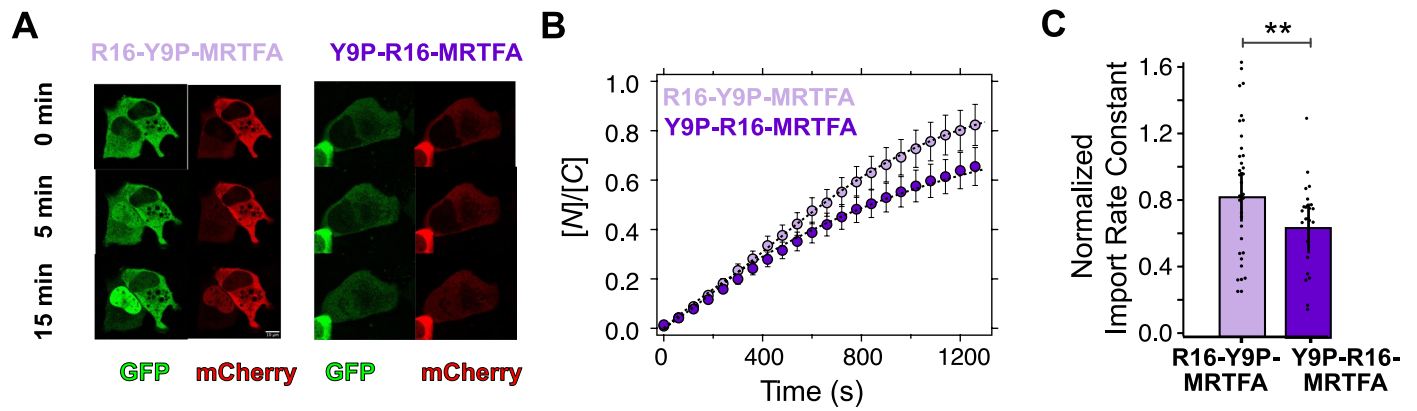 A
R16-Y9P-MRTFA
Y9P-R16-MRTFA
0 min
5 min
15 min
GFP
mCherry
GFP
mCherry
B
R16-Y9P-MRTFA
Y9P-R16-MRTFA
[N]/[C]
1.0
0.8
0.6
0.4
0.2
0.0
0
400
800
1200
Time (s)
C
**
Normalized
Import Rate Constant
1.6
1.2
0.8
0.4
0.0
R16-Y9P-
MRTFA
Y9P-R16-
MRTFA